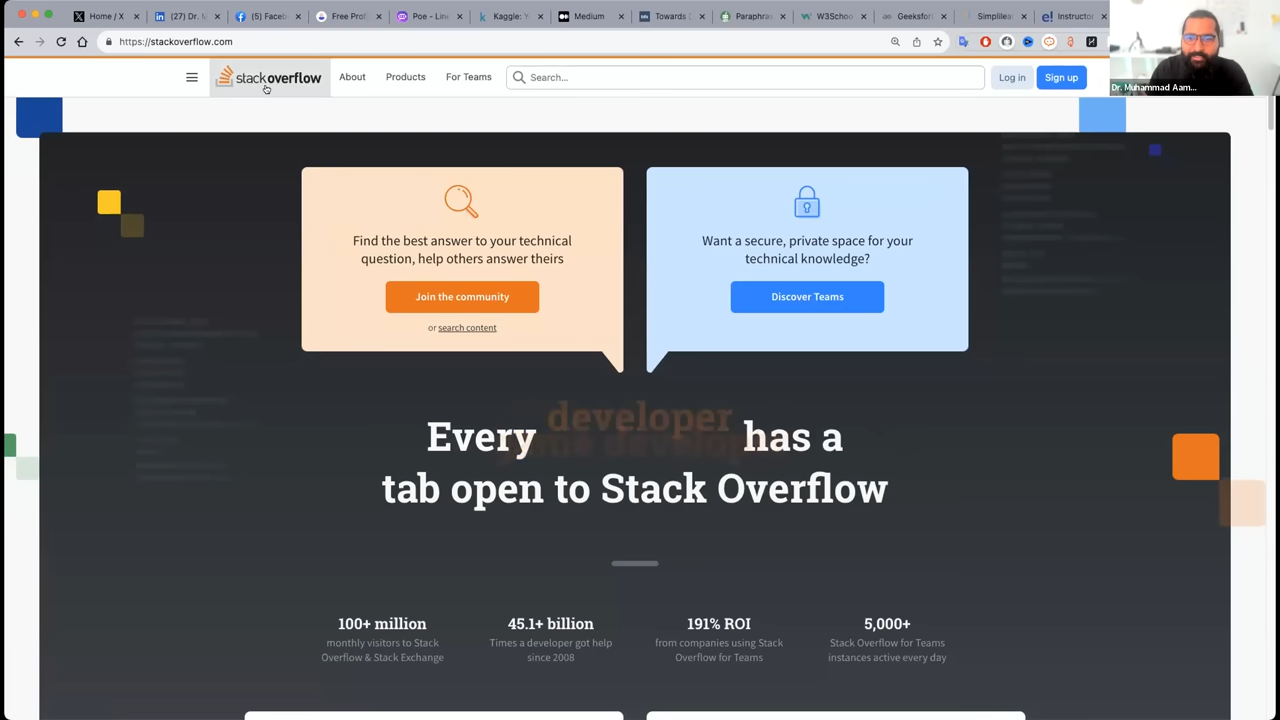 Home / X
(27) Dr. M
(5) Faceb
Free Prof
Poe - Line
Kaggle: Y
Medium
Towards D
Paraphras
W3Schoo
Geeksfor
Simplilea
Instructor
https://stackoverflow.com
stackoverflow
About
Products
For Teams
Search...
Log in
Sign up
Dr. Muhammad Aam...
Find the best answer to your technical
question, help others answer theirs
Join the community
or search content
Want a secure, private space for your
technical knowledge?
Discover Teams
Every developer has a
tab open to Stack Overflow
100+ million
monthly visitors to Stack
Overflow & Stack Exchange
45.1+ billion
Times a developer got help
since 2008
191% ROI
from companies using Stack
Overflow for Teams
5,000+
Stack Overflow for Teams
instances active every day